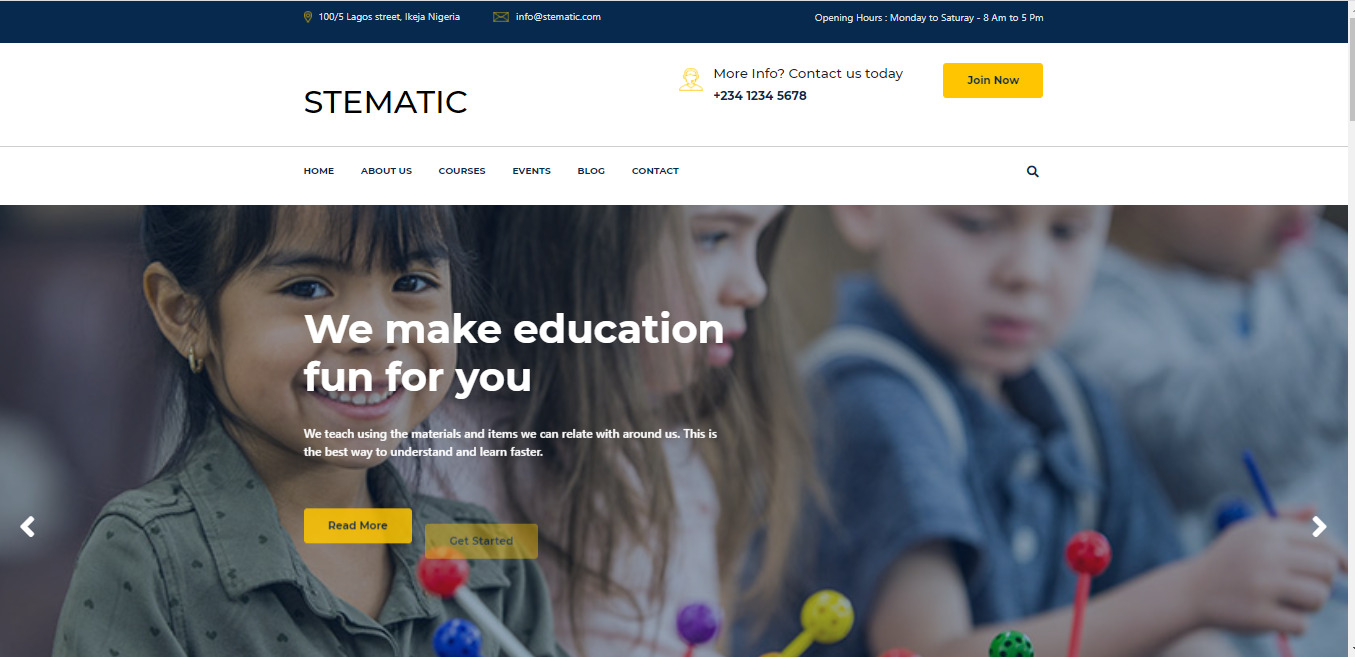 100/5 Lagos street, Ikeja Nigeria
info@stematic.com
Opening Hours : Monday to Saturay - 8 Am to 5 Pm
STEMATIC
More Info? Contact us today
+234 1234 5678
Join Now
HOME
ABOUT US
COURSES
EVENTS
BLOG
CONTACT
We make education
fun for you
We teach using the materials and items we can relate with around us. This is
the best way to understand and learn faster.
Read More
Get Started